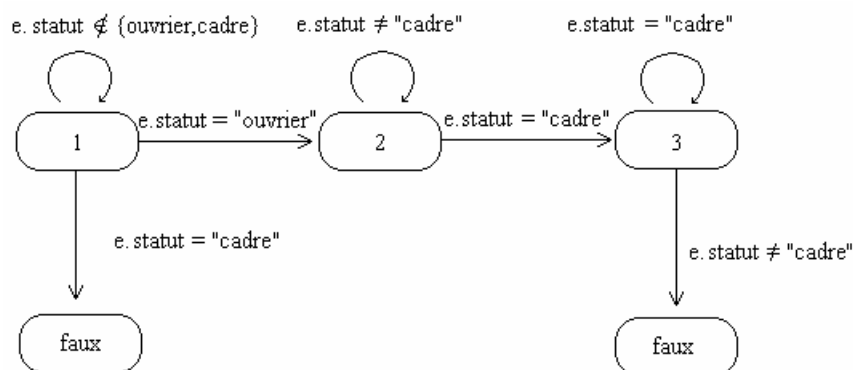 e. statut ∉ {ouvrier,cadre}
e. statut ≠ "cadre"
e.statut = "cadre"
1
e.statut = "ouvrier"
2
e.statut = "cadre"
3
e. statut = "cadre"
e. statut ≠ "cadre"
faux
faux